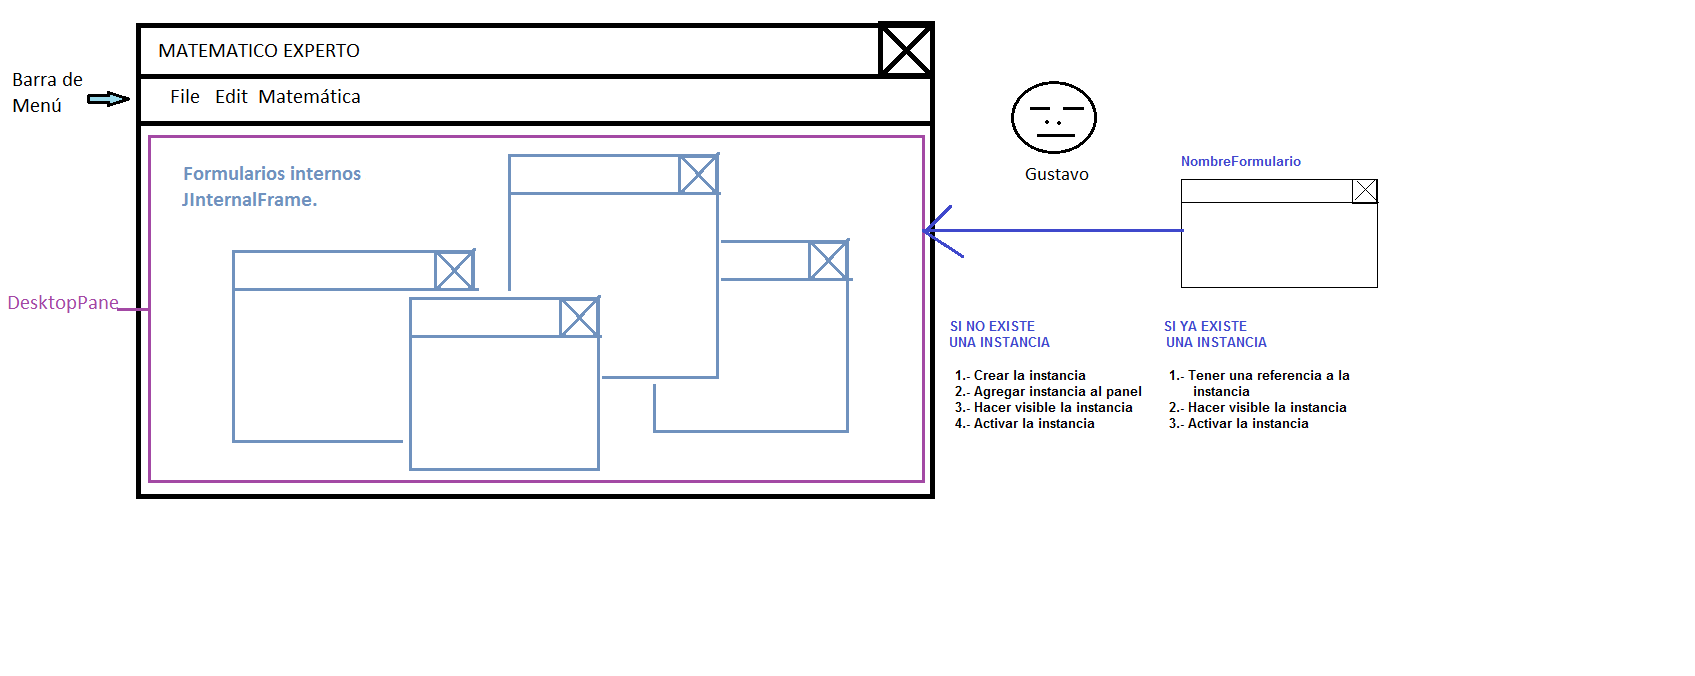 MATEMATICO EXPERTO
Barra de
Menú
File Edit Matemática
Formularios internos
JInternalFrame.
DesktopPane
Gustavo
NombreFormulario
SI NO EXISTE
UNA INSTANCIA
1.- Crear la instancia
2.- Agregar instancia al panel
3.- Hacer visible la instancia
4.- Activar la instancia
SI YA EXISTE
UNA INSTANCIA
1.- Tener una referencia a la
instancia
2.- Hacer visible la instancia
3.- Activar la instancia